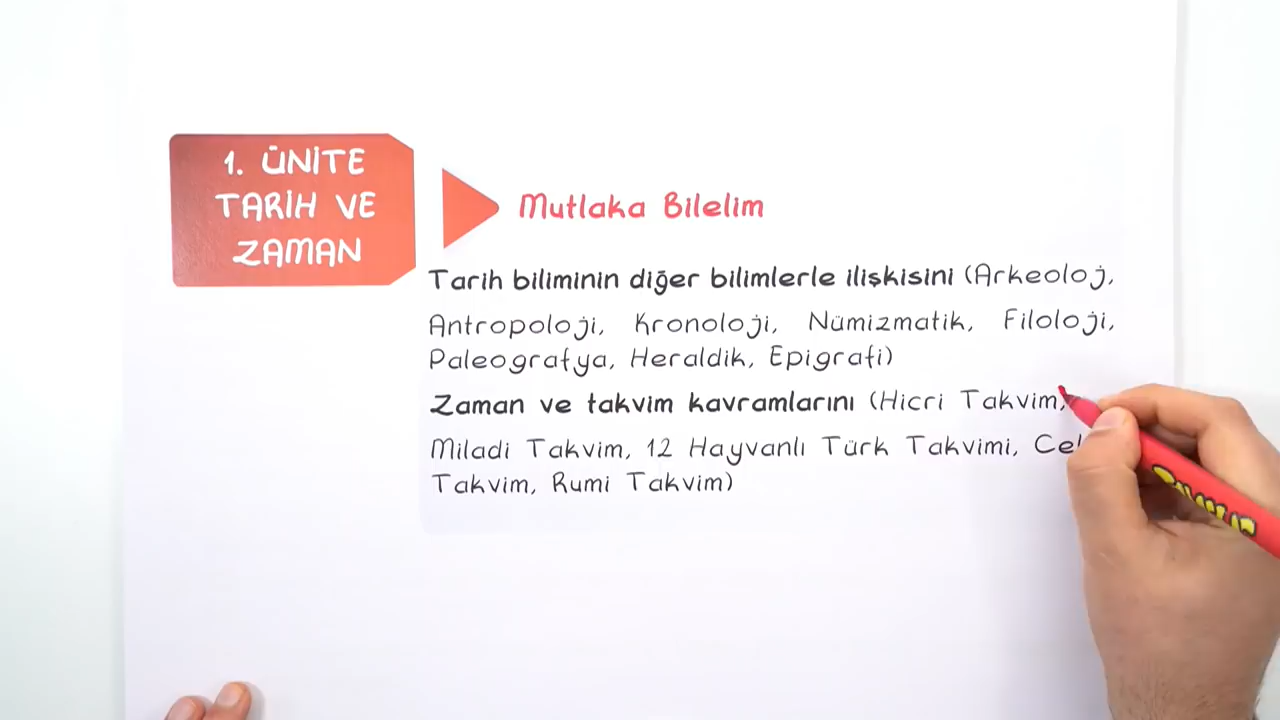 1. ÜNİTE
TARİH VE
ZAMAN
Mutlaka Bilelim
Tarih biliminin diğer bilimlerle ilişkisini (Arkeoloj,
Antropoloji, Kronoloji, Nümizmatik, Filoloji,
Paleografya, Heraldik, Epigrafi)
Zaman ve takvim kavramlarını (Hicri Takvim,
Miladi Takvim, 12 Hayvanlı Türk Takvimi,
Takvim, Rumi Takvim)